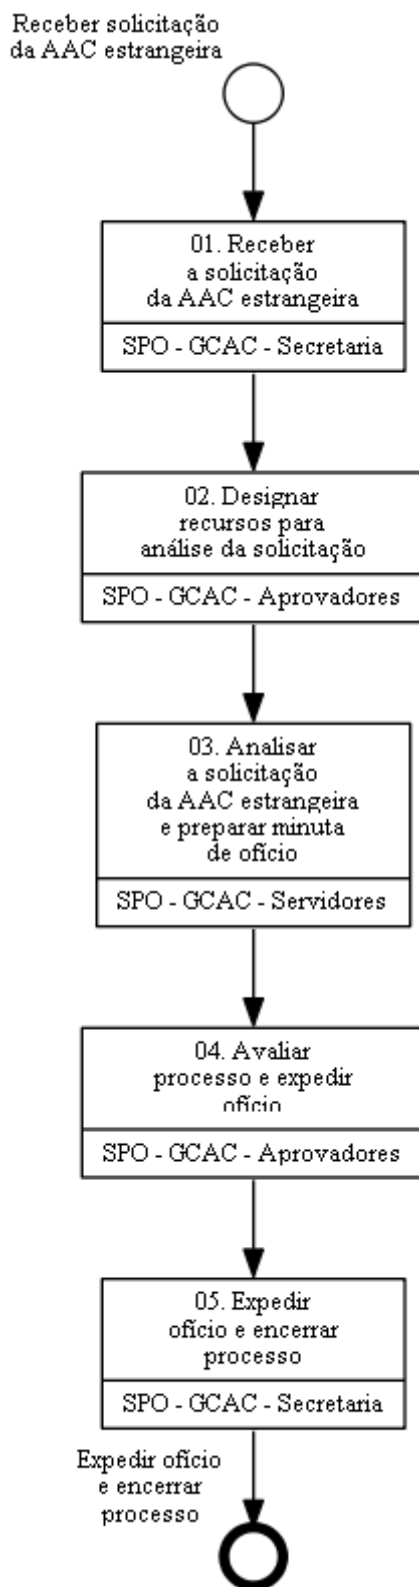 Receber solicitação
da AAC estrangeira
01. Receber
a solicitação
da AAC estrangeira
SPO - GCAC - Secretaria
02. Designar
recursos para
análise da solicitação
SPO - GCAC - Aprovadores
03. Analisar
a solicitação
da AAC estrangeira
e preparar minuta
de ofício
SPO - GCAC - Servidores
04. Avaliar
processo e expedir
ofício
SPO - GCAC - Aprovadores
05. Expedir
ofício e encerrar
processo
SPO - GCAC - Secretaria
Expedir ofício
e encerrar
processo